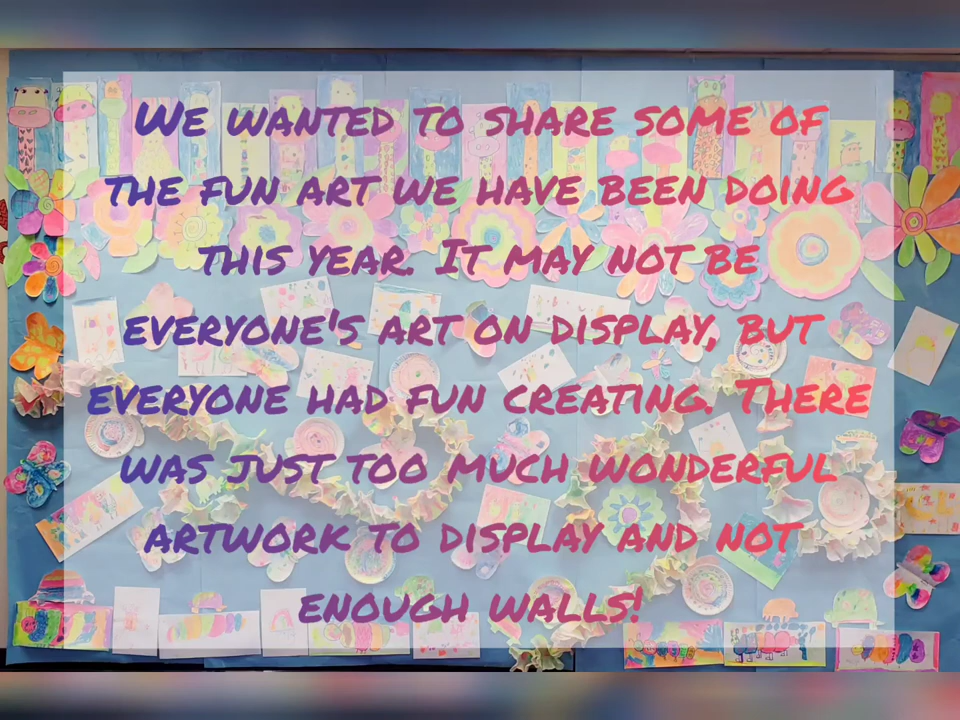 We wanted to share some of
the fun art we have been doing
this year. It may not be
everyone's art on display, but
everyone had fun creating. There
was just too much wonderful
artwork to display and not
enough walls!